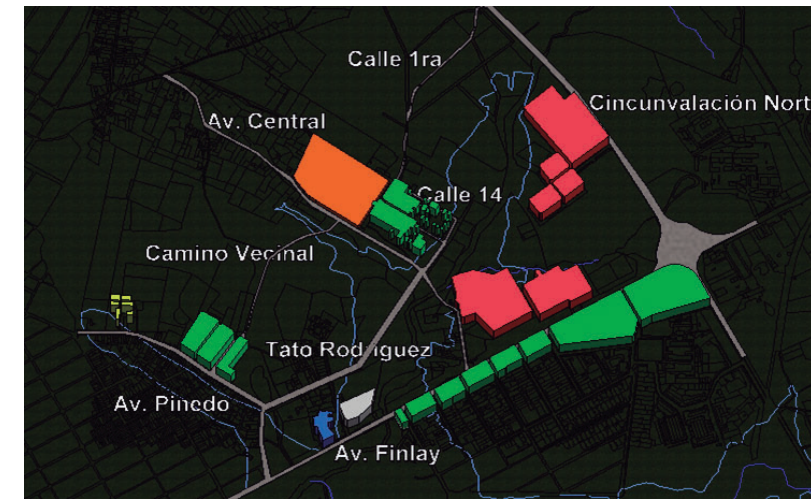 Calle 1ra
Cincunvalación Nort
Av. Central
Calle 14
Camino Vecinal
Tato Rodriguez
Av. Pinedo
Av. Finlay